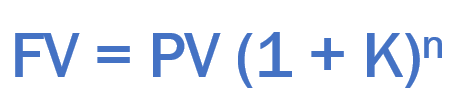 FV = PV (1 + K)ⁿ